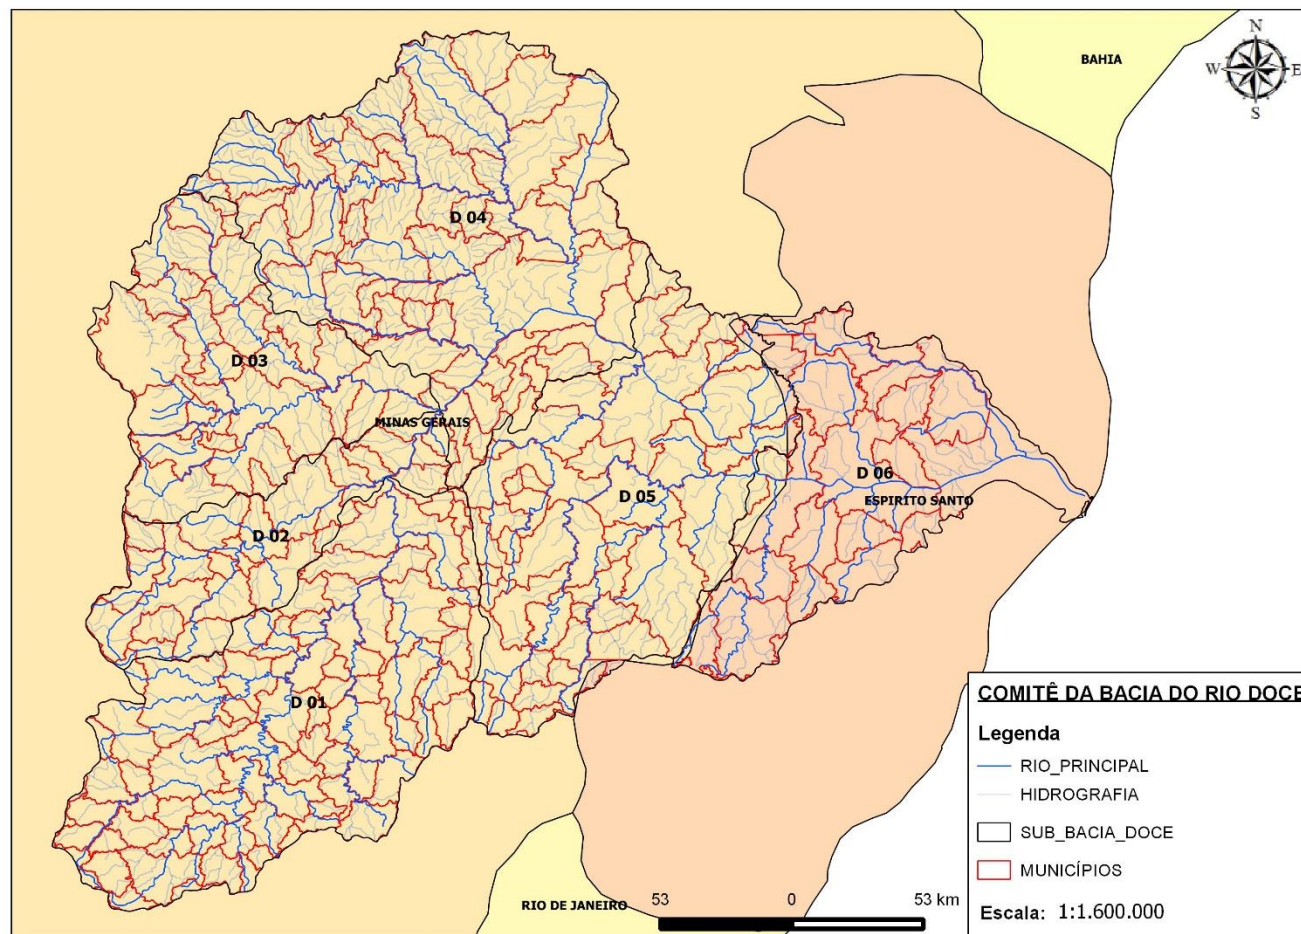 BAHIA
N
W E
S
D 04
D 03
MINAS GERAIS
D 06
D 05
ESPIRITO SANTO
D 02
D 01
RIO DE JANEIRO
53 0 53 km
COMITÊ DA BACIA DO RIO DOCE
Legenda
RIO_PRINCIPAL
HIDROGRAFIA
SUB_BACIA_DOCE
MUNICÍPIOS
Escala: 1:1.600.000